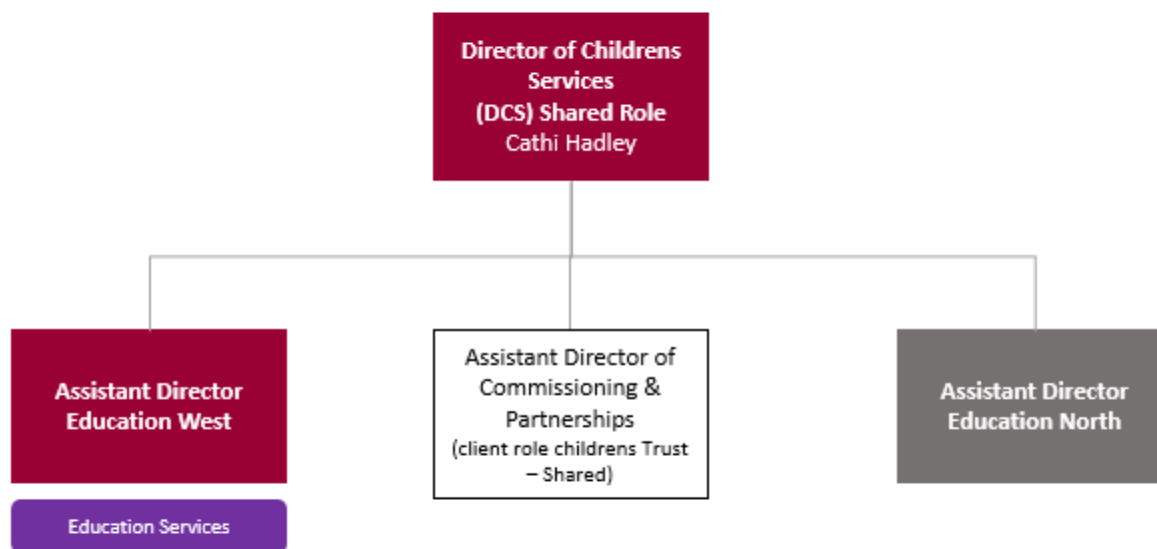 Director of Childrens
Services
(DCS) Shared Role
Cathi Hadley
Assistant Director
Education West
Assistant Director of
Commissioning &
Partnerships
(client role childrens Trust
– Shared)
Assistant Director
Education North
Education Services